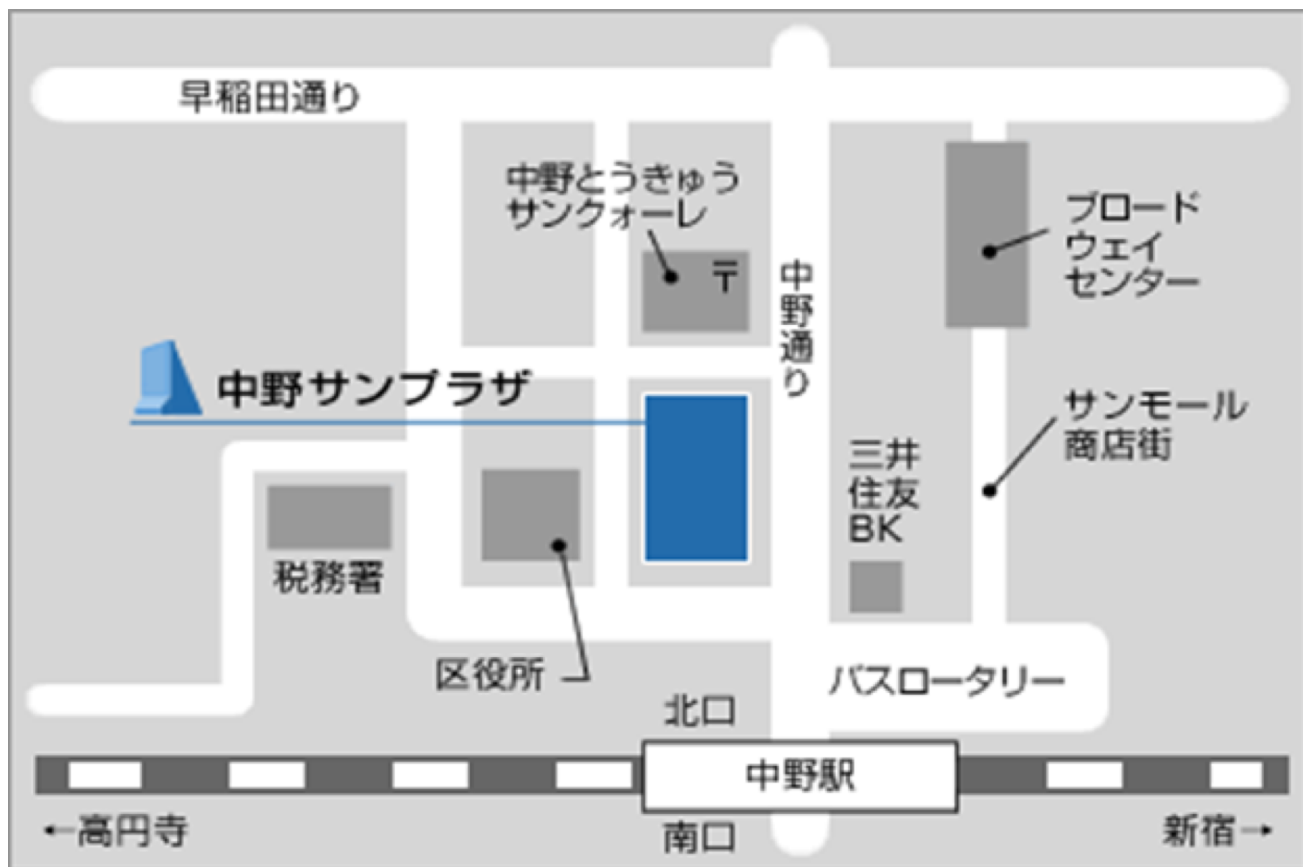 早稲田通り
中野とうきゅう
サンクォーレ
〒
ブロード
ウェイ
センター
中野通り
中野サンプラザ
サンモール
商店街
三井
住友
BK
税務署
区役所
バスロータリー
北口
中野駅
←高円寺
南口
新宿→